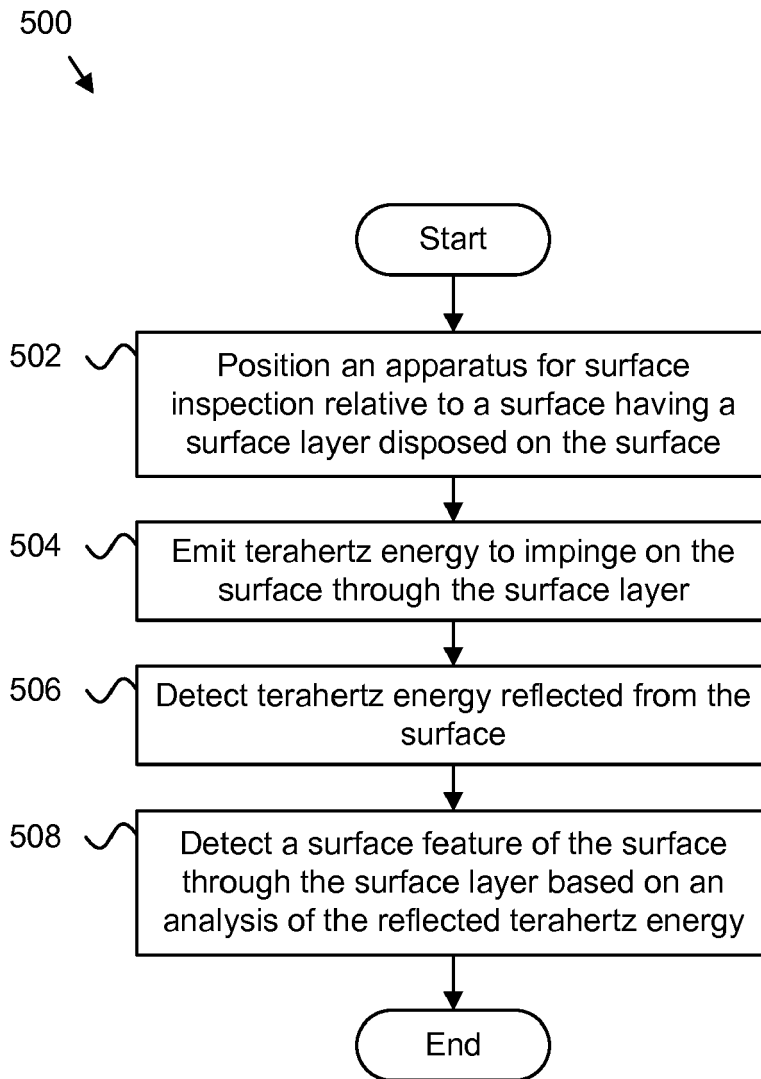 500
Start
502
Position an apparatus for surface
inspection relative to a surface having a
surface layer disposed on the surface
504
Emit terahertz energy to impinge on the
surface through the surface layer
506
Detect terahertz energy reflected from the
surface
508
Detect a surface feature of the surface
through the surface layer based on an
analysis of the reflected terahertz energy
End